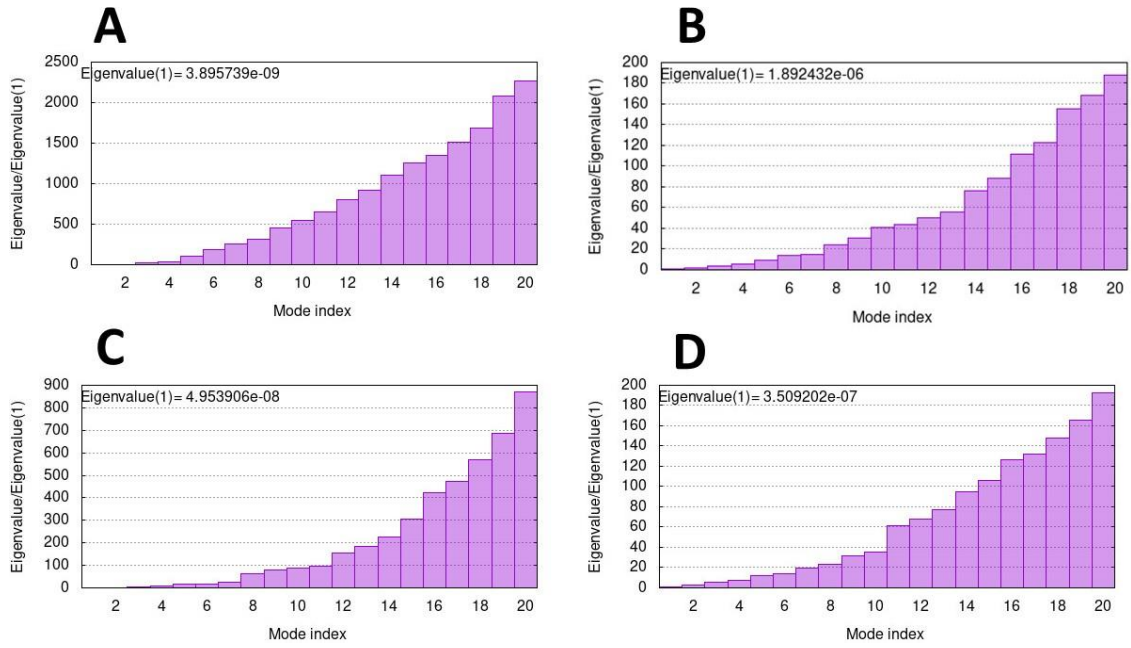 A
Eigenvalue(1)= 3.895739e-09
Eigenvalue/Eigenvalue(1)
2500
2000
1500
1000
500
0
2 4 6 8 10 12 14 16 18 20
Mode index
B
Eigenvalue(1)= 1.892432e-06
Eigenvalue/Eigenvalue(1)
200
180
160
140
120
100
80
60
40
20
0
2 4 6 8 10 12 14 16 18 20
Mode index
C
Eigenvalue(1)= 4.953906e-08
Eigenvalue/Eigenvalue(1)
900
800
700
600
500
400
300
200
100
0
2 4 6 8 10 12 14 16 18 20
Mode index
D
Eigenvalue(1)= 3.509202e-07
Eigenvalue/Eigenvalue(1)
200
180
160
140
120
100
80
60
40
20
0
2 4 6 8 10 12 14 16 18 20
Mode index